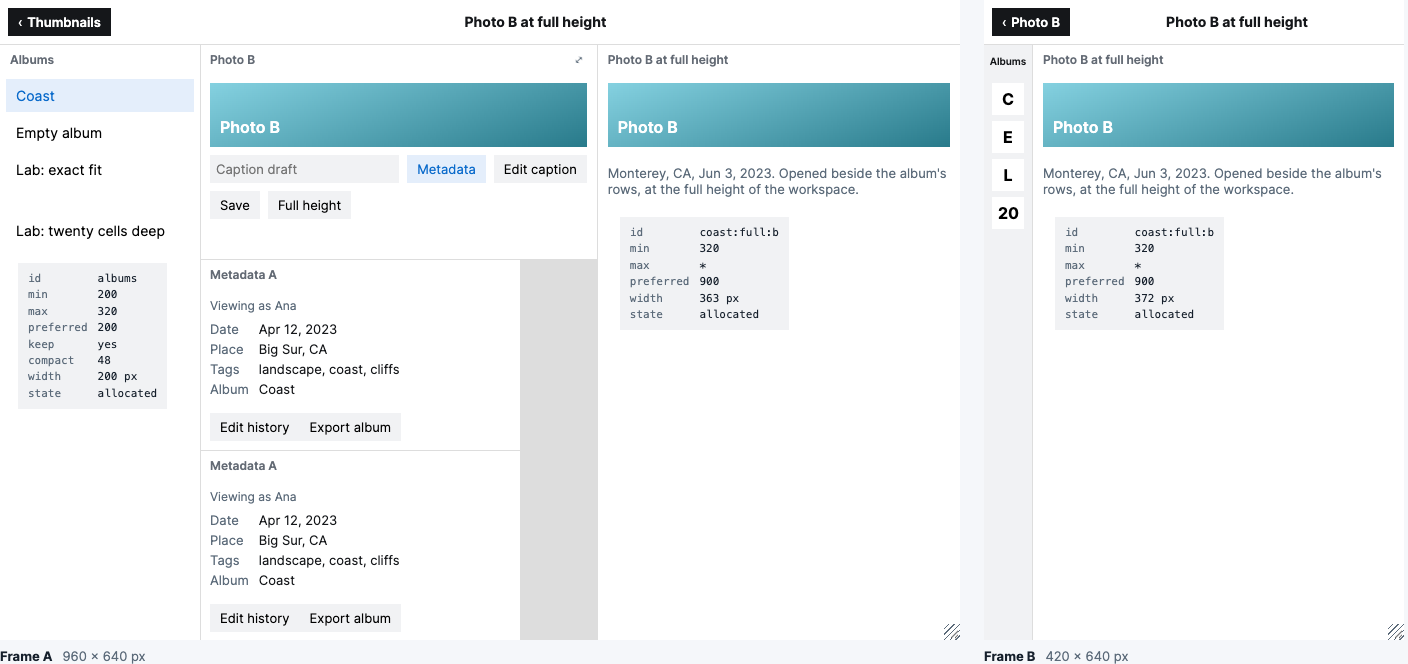 ‹ Thumbnails
Photo B at full height
Albums
Coast
Empty album
Lab: exact fit
Lab: twenty cells deep
id albums
min 200
max 320
preferred 200
keep yes
compact 48
width 200 px
state allocated
Photo B
Photo B
Caption draft
Metadata
Edit caption
Save
Full height
Metadata A
Viewing as Ana
Date Apr 12, 2023
Place Big Sur, CA
Tags landscape, coast, cliffs
Album Coast
Edit history
Export album
Metadata A
Viewing as Ana
Date Apr 12, 2023
Place Big Sur, CA
Tags landscape, coast, cliffs
Album Coast
Edit history
Export album
Photo B at full height
Photo B
Monterey, CA, Jun 3, 2023. Opened beside the album's
rows, at the full height of the workspace.
id coast:full:b
min 320
max *
preferred 900
width 363 px
state allocated
Frame A 960 × 640 px
‹ Photo B
Photo B at full height
Albums
C
E
L
20
Photo B at full height
Photo B
Monterey, CA, Jun 3, 2023. Opened beside the album's
rows, at the full height of the workspace.
id coast:full:b
min 320
max *
preferred 900
width 372 px
state allocated
Frame B 420 × 640 px